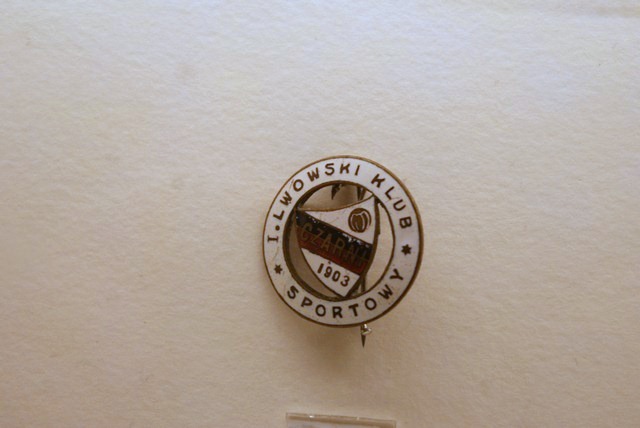 I. LWOWSKI KLUB
SPORTOWY
CZARNI
1903